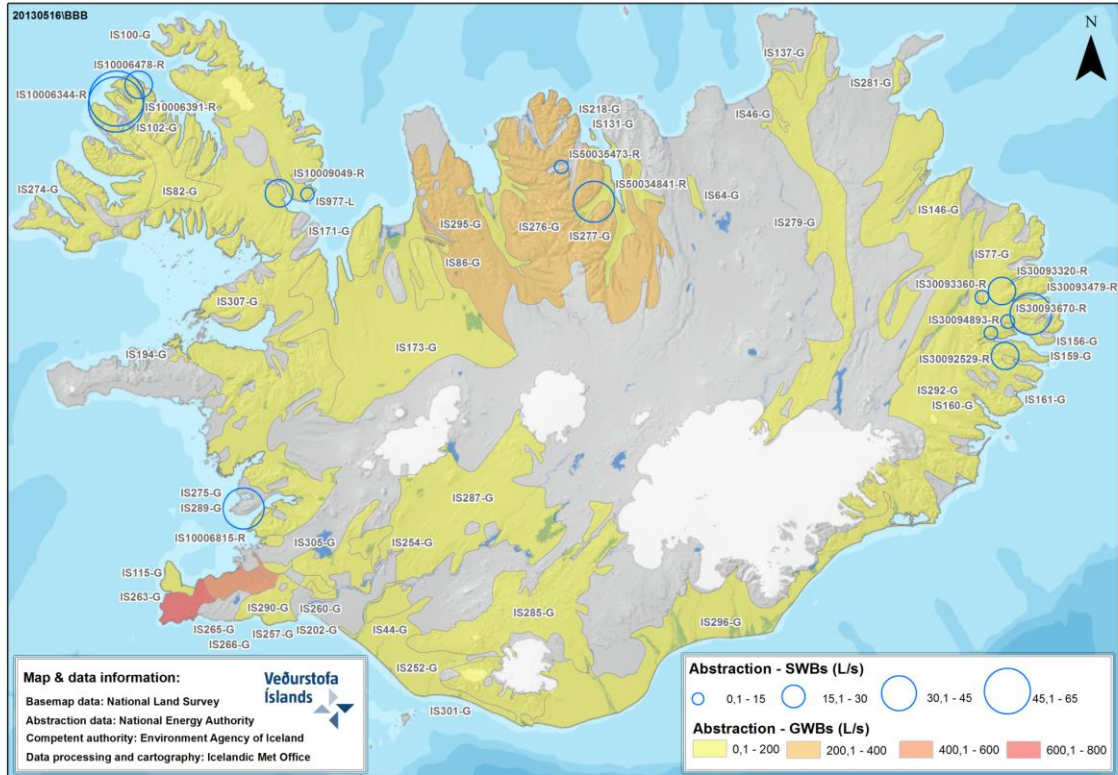 20130516\BBB
N
IS100-G
IS10006478-R
IS10006344-R
IS10006391-R
IS102-G
IS274-G
IS82-G
IS10009049-R
IS977-L
IS171-G
IS307-G
IS194-G
IS173-G
IS295-G
IS86-G
IS276-G
IS277-G
IS218-G
IS131-G
IS50035473-R
IS50034841-R
IS64-G
IS137-G
IS46-G
IS281-G
IS279-G
IS146-G
IS77-G
IS30093320-R
IS30093360-R
IS30093479-R
IS30093670-R
IS30094893-R
IS156-G
IS159-G
IS30092529-R
IS292-G
IS161-G
IS160-G
IS275-G
IS289-G
IS10006815-R
IS287-G
IS305-G
IS254-G
IS115-G
IS263-G
IS290-G
IS260-G
IS265-G
IS257-G
IS202-G
IS266-G
IS44-G
IS285-G
IS296-G
IS252-G
IS301-G
Map & data information:
Basemap data: National Land Survey
Abstraction data: National Energy Authority
Competent authority: Environment Agency of Iceland
Data processing and cartography: Icelandic Met Office
Veðurstofa
Íslands
Abstraction - SWBs (L/s)
0,1 - 15
15,1 - 30
30,1 - 45
45,1 - 65
Abstraction - GWBs (L/s)
0,1 - 200
200,1 - 400
400,1 - 600
600,1 - 800